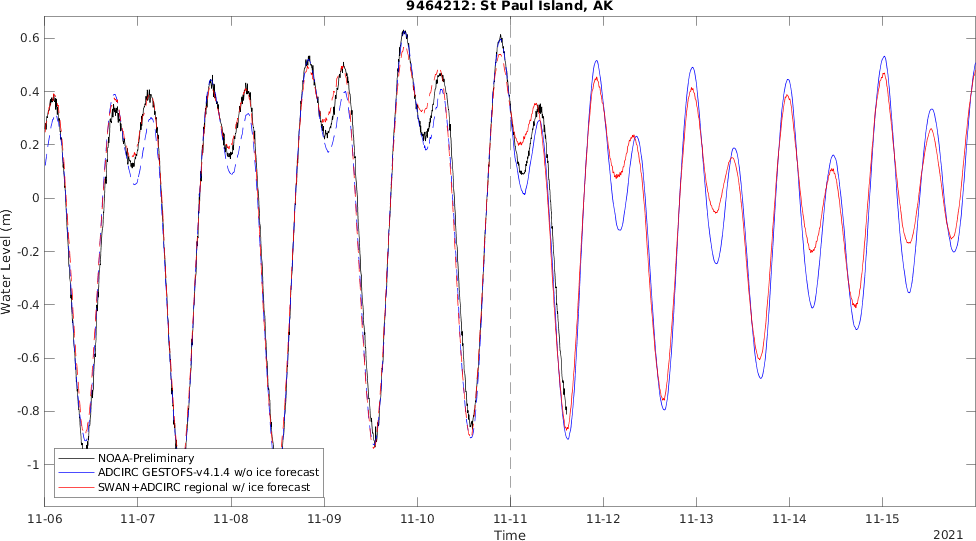 9464212: St Paul Island, AK
0.6
0.4
0.2
0
-0.2
-0.4
-0.6
-0.8
-1
Water Level (m)
NOAA-Preliminary
ADCIRC GESTOFS-v4.1.4 w/o ice forecast
SWAN+ADCIRC regional w/ ice forecast
11-06 11-07 11-08 11-09 11-10 11-11 11-12 11-13 11-14 11-15
Time
2021